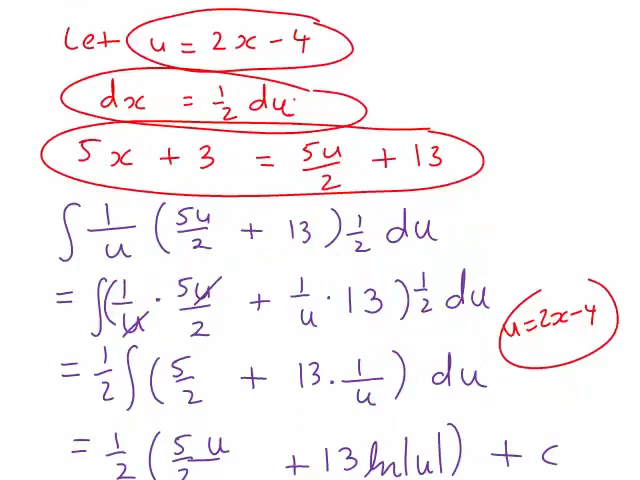 Let u = 2x - 4
dx = 1/2 du
5x + 3 = 5u/2 + 13
∫ 1/u (5u/2 + 13) 1/2 du
= ∫(1/u · 5u/2 + 1/u · 13) 1/2 du
u = 2x - 4
= 1/2 ∫(5/2 + 13 · 1/u) du
= 1/2 (5/2 u + 13 ln|u|) + c